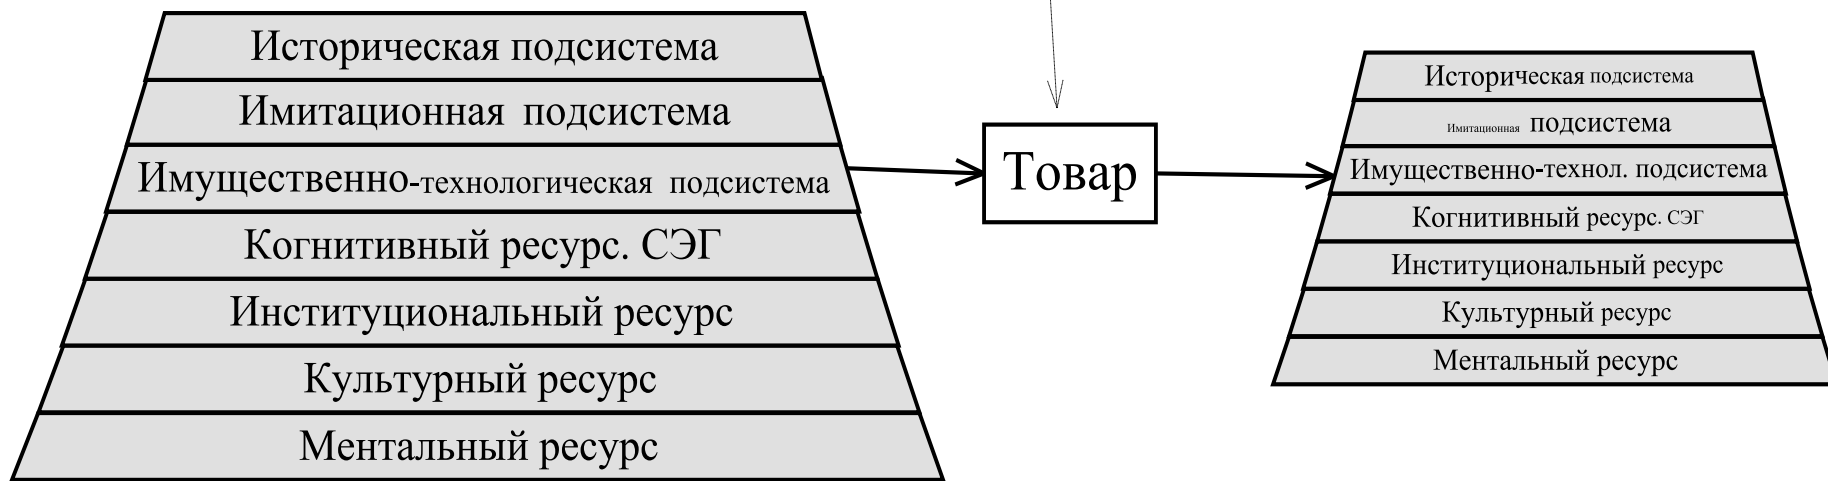 Историческая подсистема
Имитационная подсистема
Имущественно-технологическая подсистема
Когнитивный ресурс. СЭГ
Институциональный ресурс
Культурный ресурс
Ментальный ресурс
Товар
Историческая подсистема
Имитационная подсистема
Имущественно-технол. подсистема
Когнитивный ресурс. СЭГ
Институциональный ресурс
Культурный ресурс
Ментальный ресурс